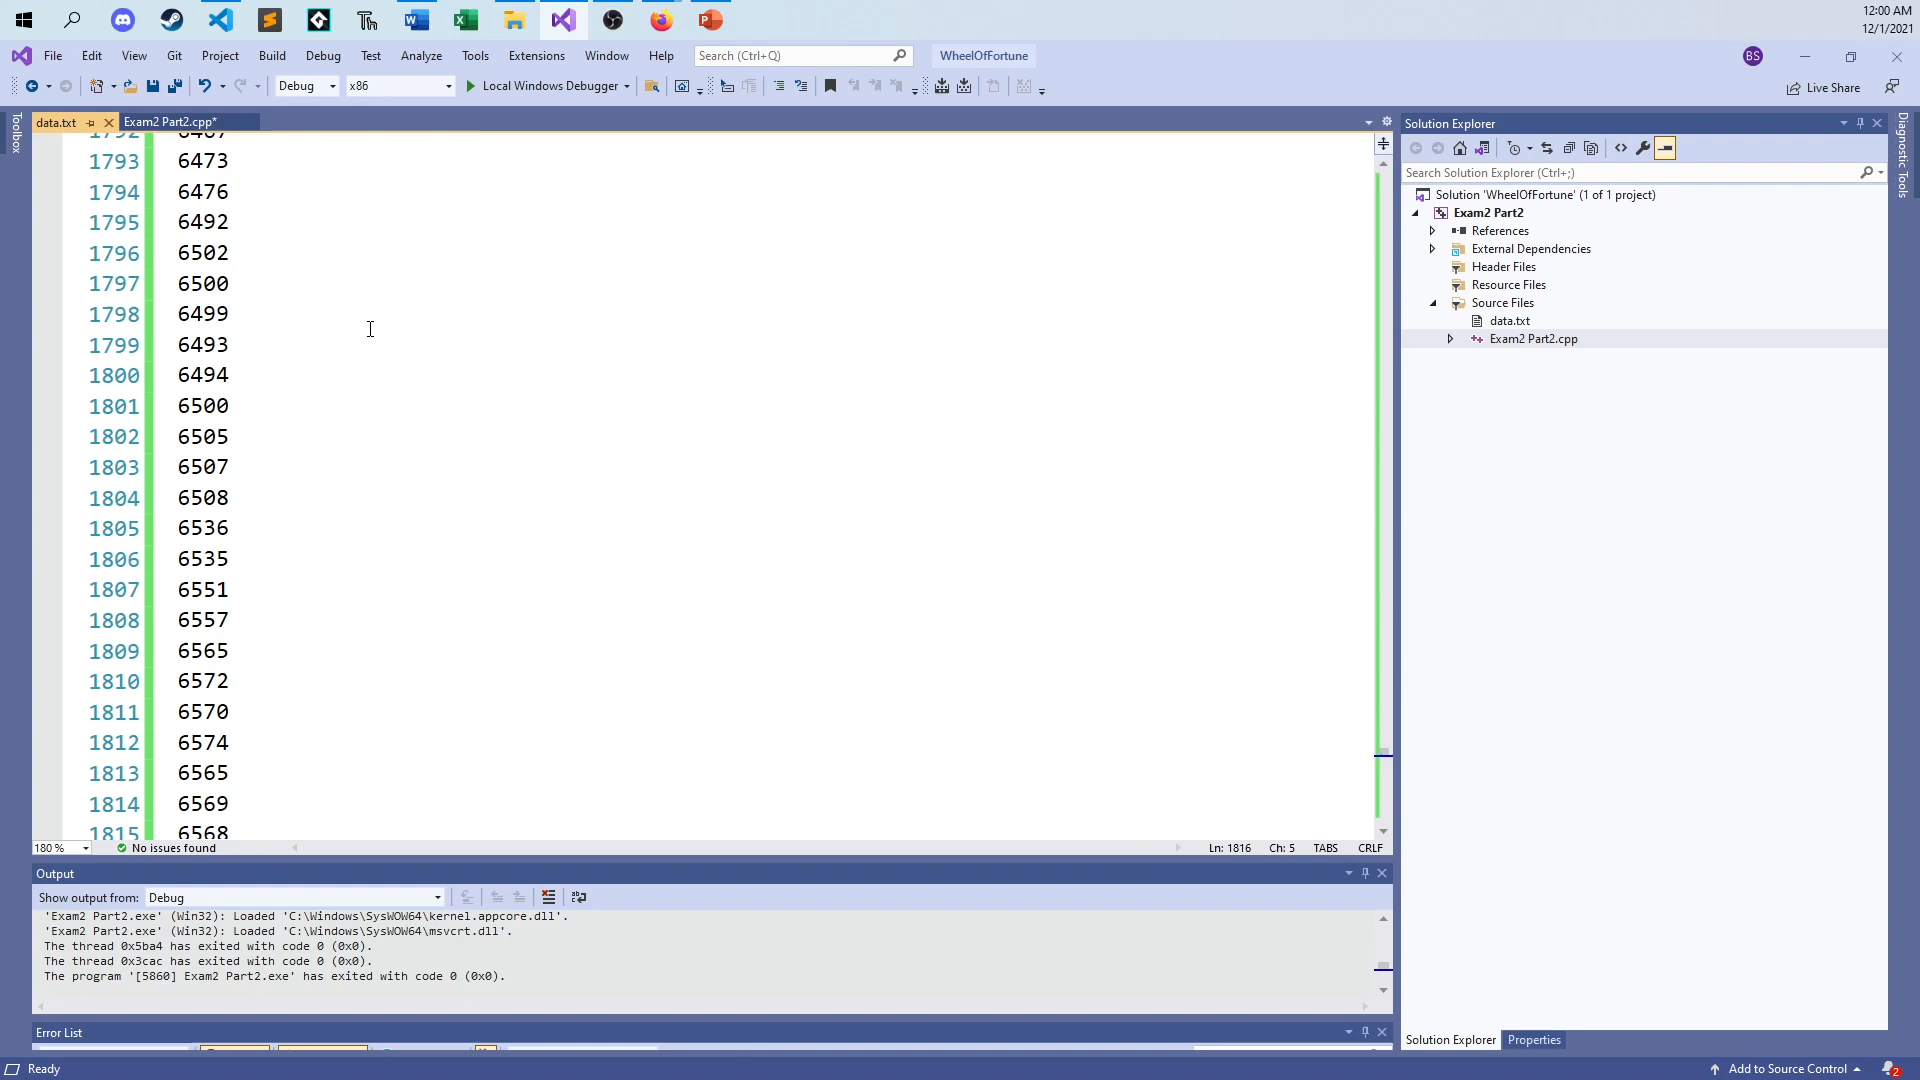 12:00 AM
12/1/2021
File Edit View Git Project Build Debug Test Analyze Tools Extensions Window Help Search (Ctrl+Q) WheelOfFortune BS
Debug x86 Local Windows Debugger Live Share
Toolbox
data.txt Exam2 Part2.cpp*
1793 6473
1794 6476
1795 6492
1796 6502
1797 6500
1798 6499
1799 6493
1800 6494
1801 6500
1802 6505
1803 6507
1804 6508
1805 6536
1806 6535
1807 6551
1808 6557
1809 6565
1810 6572
1811 6570
1812 6574
1813 6565
1814 6569
1815 6568
180 % No issues found Ln: 1816 Ch: 5 TABS CRLF
Output
Show output from: Debug
'Exam2 Part2.exe' (Win32): Loaded 'C:\Windows\SysWOW64\kernel.appcore.dll'.
'Exam2 Part2.exe' (Win32): Loaded 'C:\Windows\SysWOW64\msvcrt.dll'.
The thread 0x5ba4 has exited with code 0 (0x0).
The thread 0x3cac has exited with code 0 (0x0).
The program '[5860] Exam2 Part2.exe' has exited with code 0 (0x0).
Error List
Solution Explorer
Search Solution Explorer (Ctrl+;)
Solution 'WheelOfFortune' (1 of 1 project)
Exam2 Part2
References
External Dependencies
Header Files
Resource Files
Source Files
data.txt
Exam2 Part2.cpp
Solution Explorer Properties
Diagnostic Tools
Ready Add to Source Control 2